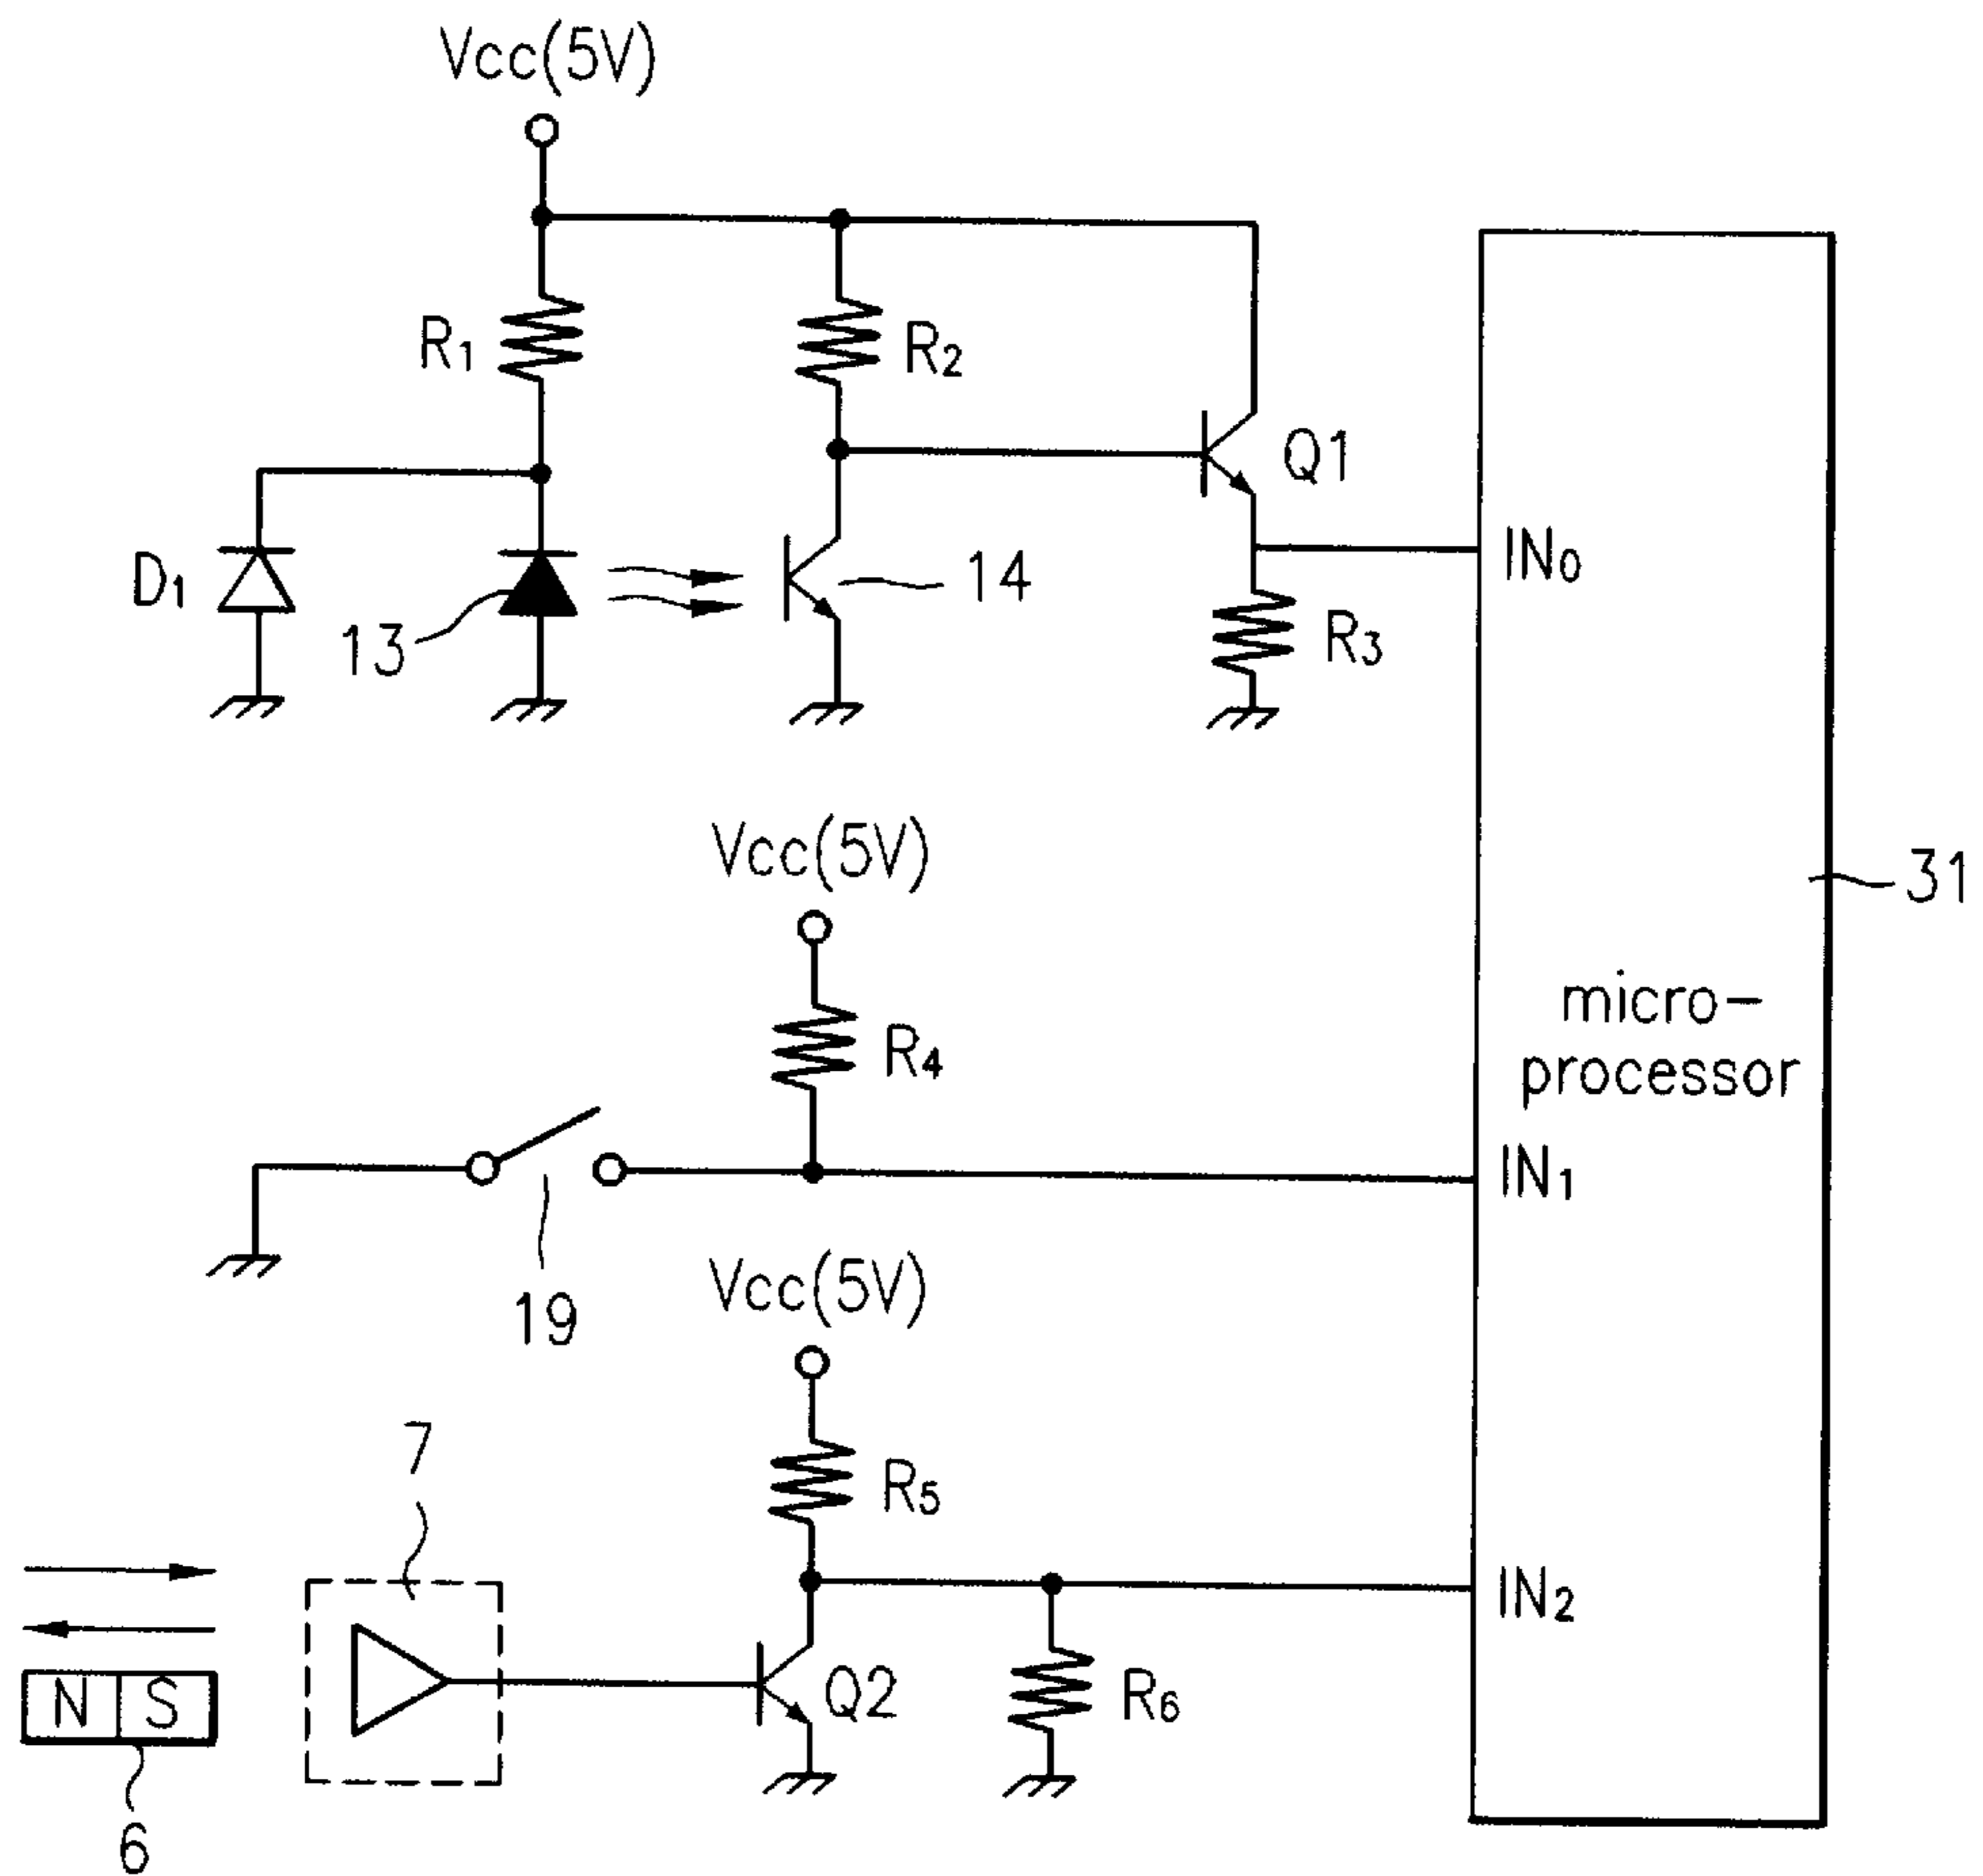 Vcc(5V)
R1
R2
Q1
D1
13
14
IN0
R3
Vcc(5V)
31
R4
micro-
processor
IN1
19
Vcc(5V)
7
R5
IN2
N S
Q2
R6
6